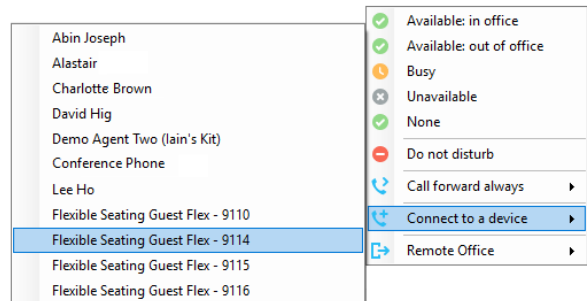 Abin Joseph
Alastair
Charlotte Brown
David Hig
Demo Agent Two (Iain's Kit)
Conference Phone
Lee Ho
Flexible Seating Guest Flex - 9110
Flexible Seating Guest Flex - 9114
Flexible Seating Guest Flex - 9115
Flexible Seating Guest Flex - 9116
Available: in office
Available: out of office
Busy
Unavailable
None
Do not disturb
Call forward always
Connect to a device
Remote Office